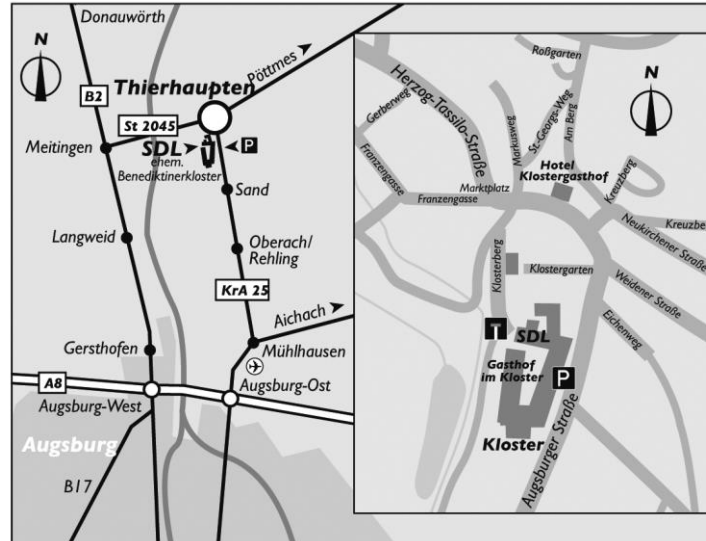 Donauwörth
N
B2
Thierhaupten
Pöttmes
St 2045
SDL
P
Meitingen
ehem.
Benediktinerkloster
Sand
Langweid
Oberach/
Rehling
KrA 25
Aichach
Gersthofen
Mühlhausen
A8
Augsburg-West
Augsburg-Ost
Augsburg
B17
Roßgarten
N
Herzog-Tassilo-Straße
Gerberweg
Markusweg
St-Georgs-Weg
Am Berg
Hotel
Klostergasthof
Franzengasse
Marktplatz
Franzengasse
Kreuzberg
Kreuzbe
Neukirchener Straße
Klosterberg
Klostergarten
Weidener Straße
Eichenweg
SDL
Gasthof
im Kloster
P
Kloster
Augsburger Straße